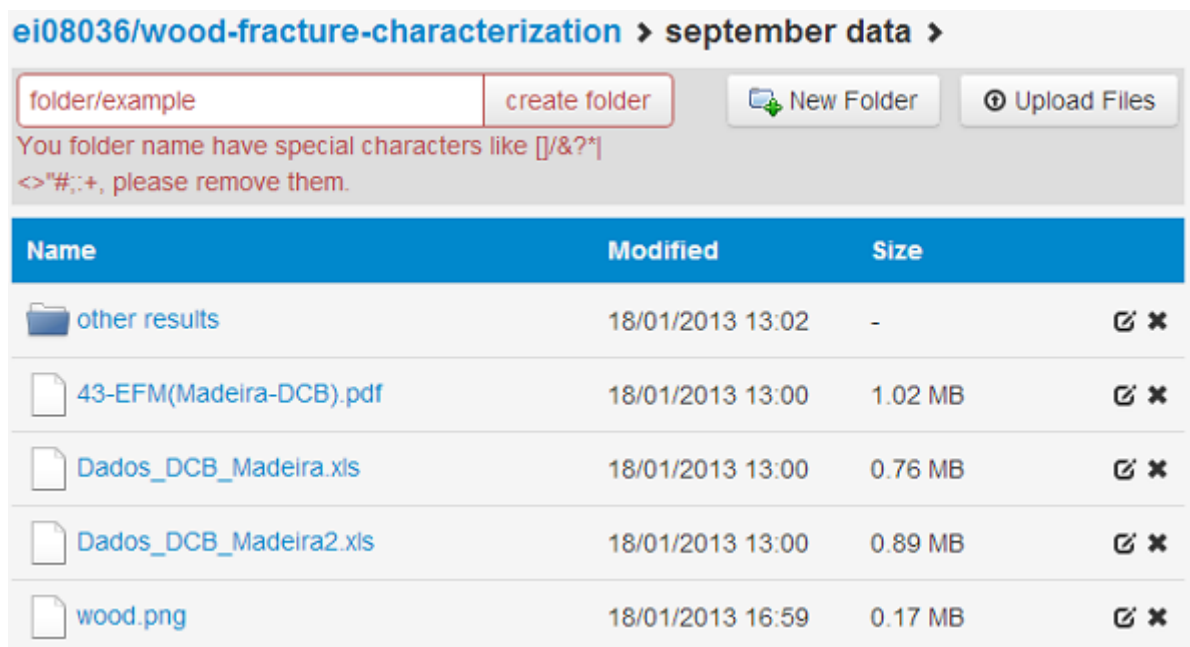 ei08036/wood-fracture-characterization > september data >
folder/example create folder New Folder Upload Files
You folder name have special characters like []/&?*|
<>"#;:+, please remove them.
Name Modified Size
other results 18/01/2013 13:02 -
43-EFM(Madeira-DCB).pdf 18/01/2013 13:00 1.02 MB
Dados_DCB_Madeira.xls 18/01/2013 13:00 0.76 MB
Dados_DCB_Madeira2.xls 18/01/2013 13:00 0.89 MB
wood.png 18/01/2013 16:59 0.17 MB